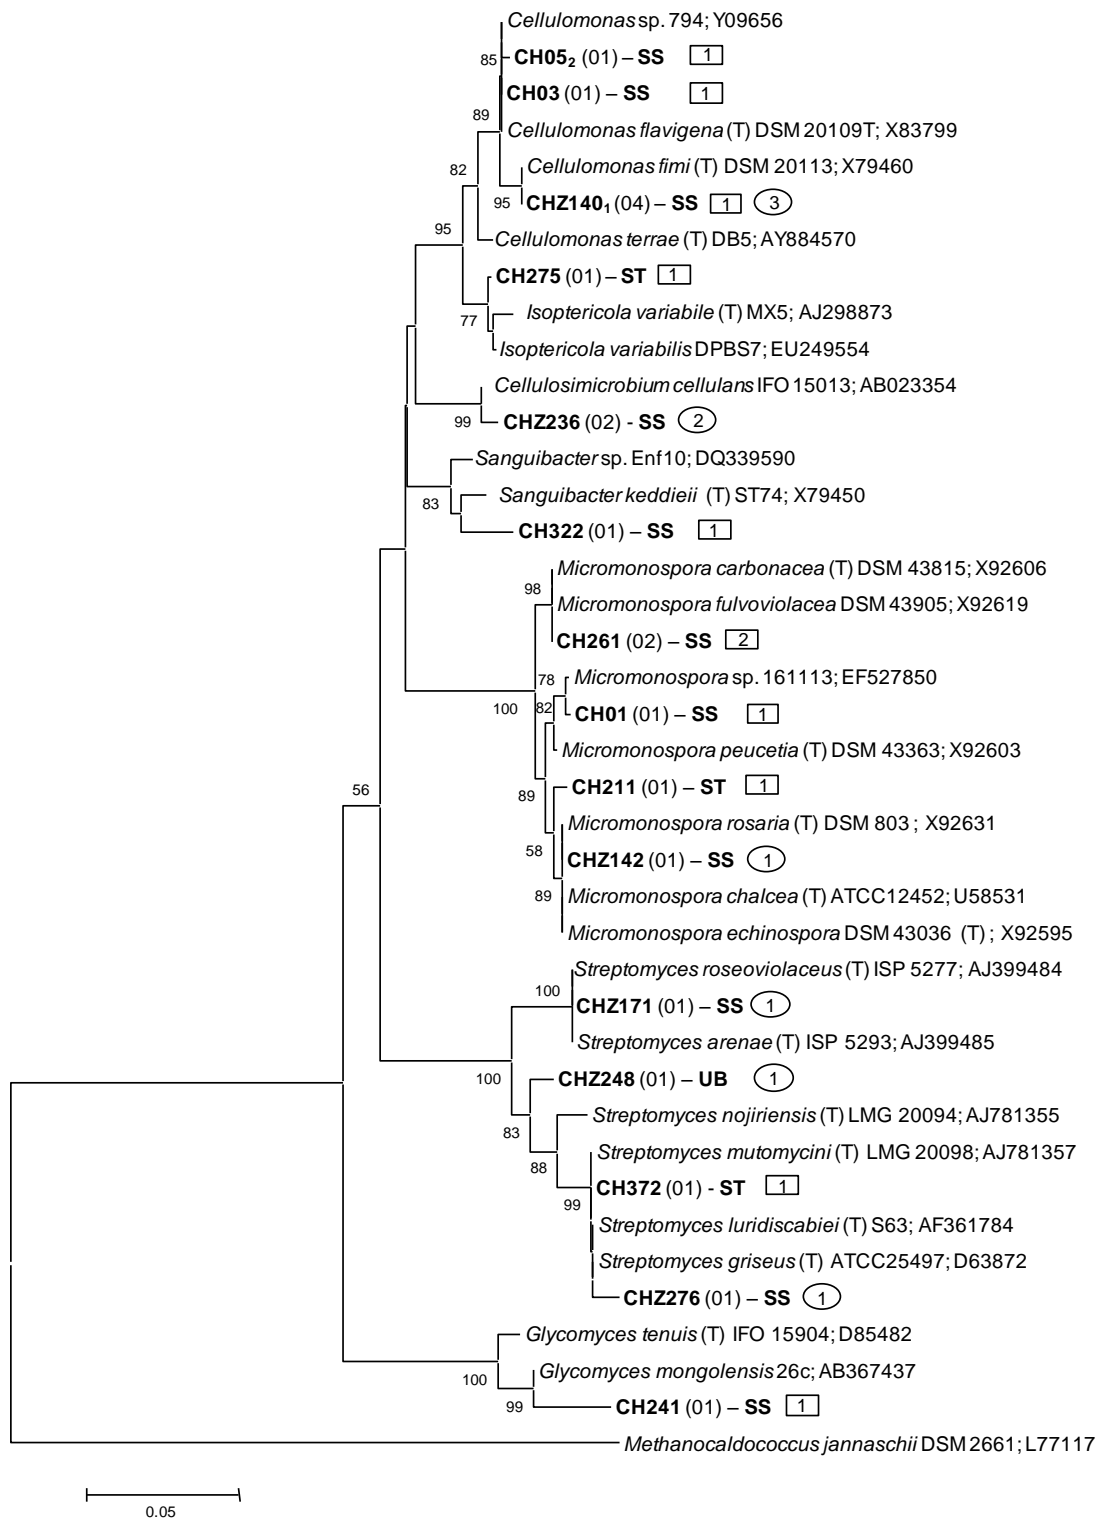 Cellulomonas sp. 794; Y09656
85
CH05₂ (01) – SS 1
CH03 (01) – SS 1
89
Cellulomonas flavigena (T) DSM 20109T; X83799
82
Cellulomonas fimi (T) DSM 20113; X79460
95
CHZ140₁ (04) – SS 1 3
95
Cellulomonas terrae (T) DB5; AY884570
CH275 (01) – ST 1
77
Isoptericola variabile (T) MX5; AJ298873
Isoptericola variabilis DPBS7; EU249554
Cellulosimicrobium cellulans IFO 15013; AB023354
99
CHZ236 (02) - SS 2
Sanguibacter sp. Enf10; DQ339590
83
Sanguibacter keddieii (T) ST74; X79450
CH322 (01) – SS 1
Micromonospora carbonacea (T) DSM 43815; X92606
98
Micromonospora fulvoviolacea DSM 43905; X92619
CH261 (02) – SS 2
78
Micromonospora sp. 161113; EF527850
100
82
CH01 (01) – SS 1
Micromonospora peucetia (T) DSM 43363; X92603
89
CH211 (01) – ST 1
56
Micromonospora rosaria (T) DSM 803 ; X92631
58
CHZ142 (01) – SS 1
89
Micromonospora chalcea (T) ATCC12452; U58531
Micromonospora echinospora DSM 43036 (T) ; X92595
Streptomyces roseoviolaceus (T) ISP 5277; AJ399484
100
CHZ171 (01) – SS 1
Streptomyces arenae (T) ISP 5293; AJ399485
100
CHZ248 (01) – UB 1
83
Streptomyces nojiriensis (T) LMG 20094; AJ781355
88
Streptomyces mutomycini (T) LMG 20098; AJ781357
CH372 (01) - ST 1
99
Streptomyces luridiscabiei (T) S63; AF361784
Streptomyces griseus (T) ATCC25497; D63872
CHZ276 (01) – SS 1
Glycomyces tenuis (T) IFO 15904; D85482
100
Glycomyces mongolensis 26c; AB367437
99
CH241 (01) – SS 1
Methanocaldococcus jannaschii DSM 2661; L77117
0.05